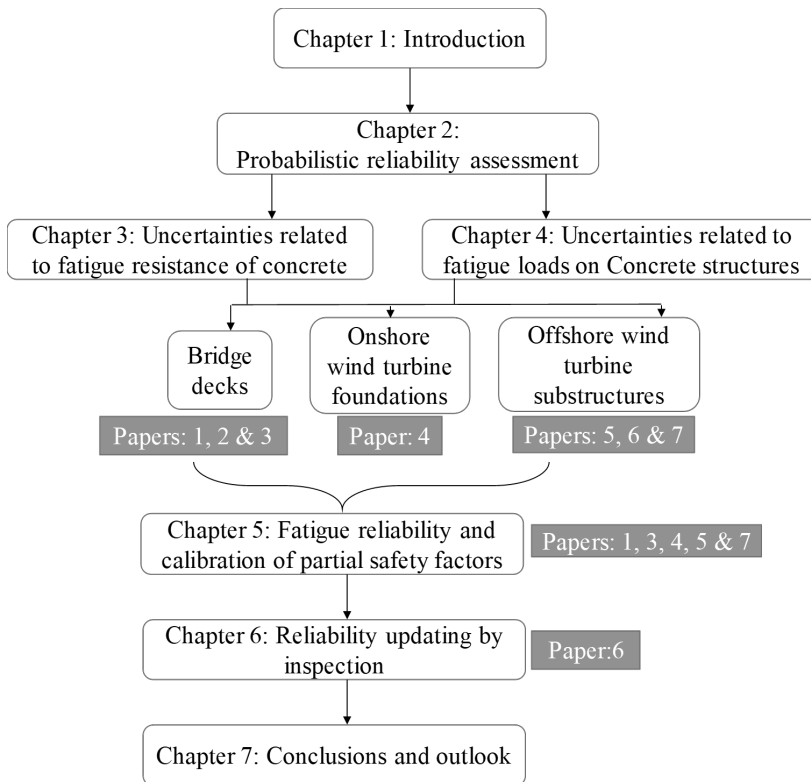 Chapter 1: Introduction
Chapter 2:
Probabilistic reliability assessment
Chapter 3: Uncertainties related
to fatigue resistance of concrete
Chapter 4: Uncertainties related to
fatigue loads on Concrete structures
Bridge
decks
Onshore
wind turbine
foundations
Offshore wind
turbine
substructures
Papers: 1, 2 & 3
Paper: 4
Papers: 5, 6 & 7
Chapter 5: Fatigue reliability and
calibration of partial safety factors
Papers: 1, 3, 4, 5 & 7
Chapter 6: Reliability updating by
inspection
Paper:6
Chapter 7: Conclusions and outlook